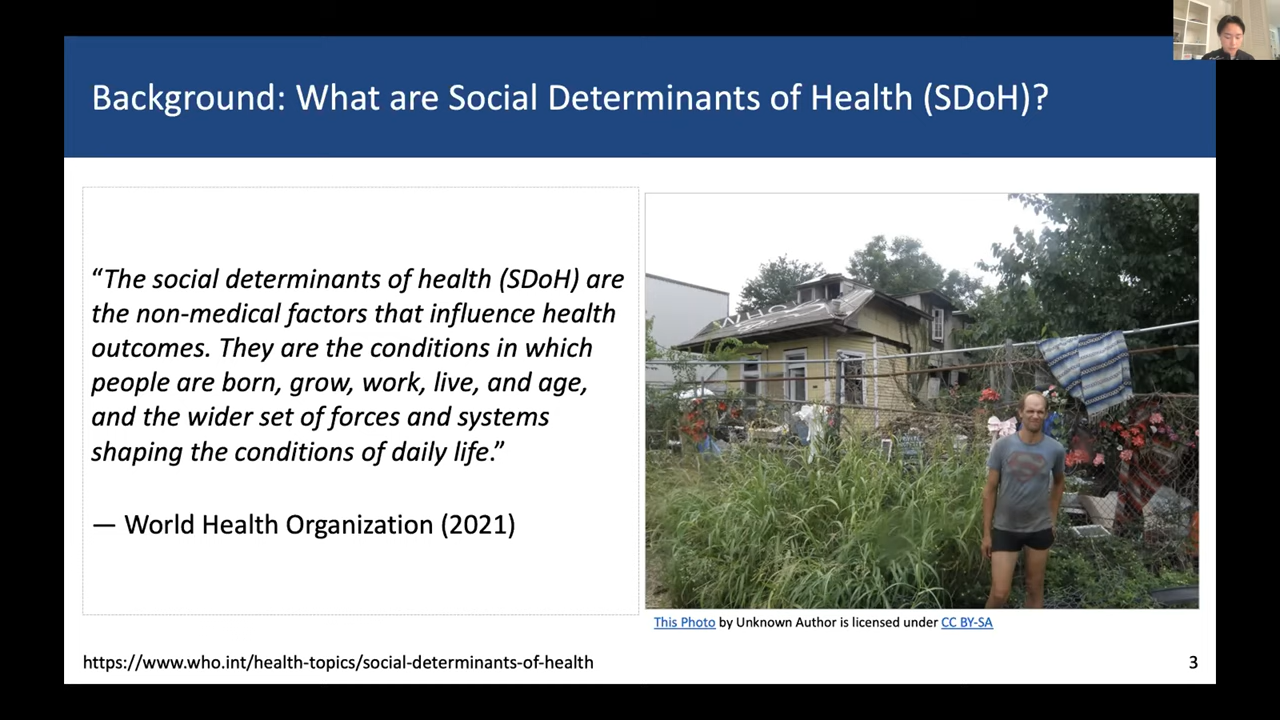 Background: What are Social Determinants of Health (SDoH)?
“The social determinants of health (SDoH) are
the non-medical factors that influence health
outcomes. They are the conditions in which
people are born, grow, work, live, and age,
and the wider set of forces and systems
shaping the conditions of daily life.”
— World Health Organization (2021)
This Photo by Unknown Author is licensed under CC BY-SA
https://www.who.int/health-topics/social-determinants-of-health
3